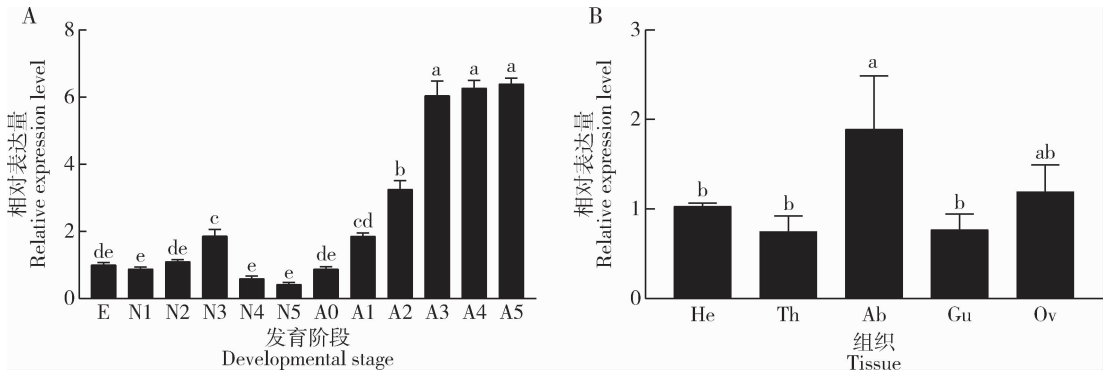 A
相对表达量
Relative expression level
8
6
4
2
0
de
e
de
c
e
e
de
cd
b
a
a
a
E N1 N2 N3 N4 N5 A0 A1 A2 A3 A4 A5
发育阶段
Developmental stage
B
相对表达量
Relative expression level
3
2
1
0
b
b
a
b
ab
He Th Ab Gu Ov
组织
Tissue